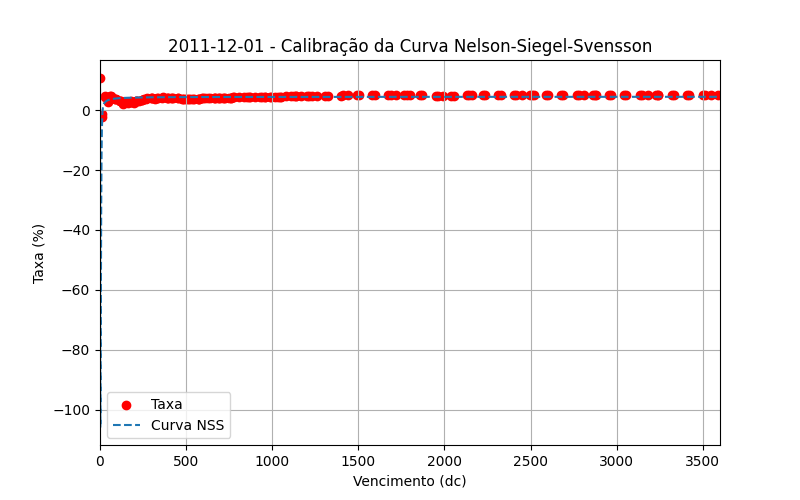 2011-12-01 - Calibração da Curva Nelson-Siegel-Svensson
Taxa (%)
0
−20
−40
−60
−80
−100
Taxa
Curva NSS
0 500 1000 1500 2000 2500 3000 3500
Vencimento (dc)